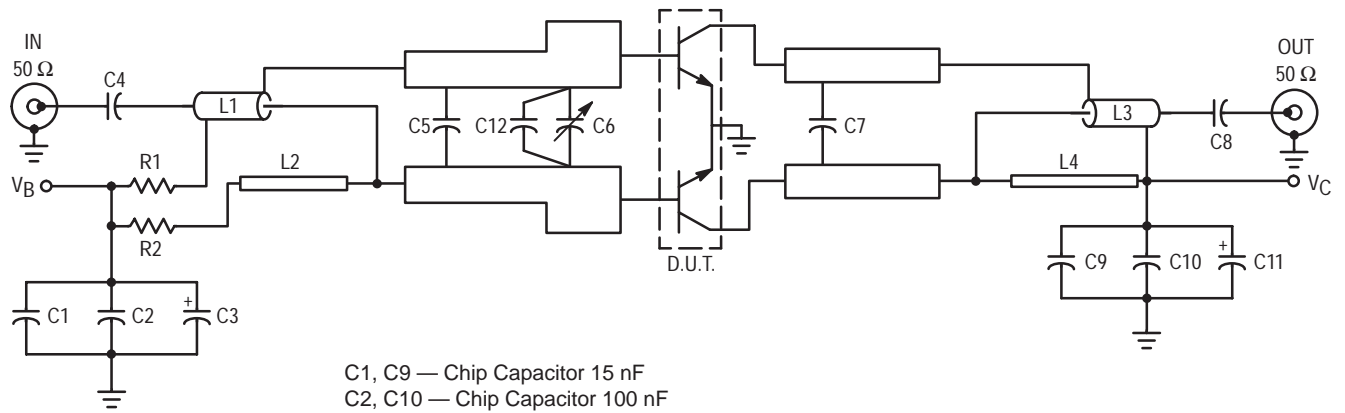 IN
50 Ω
C4
L1
R1
L2
VB
R2
C1
C2
+
C3
C5
C12
C6
D.U.T.
C7
L3
C8
OUT
50 Ω
L4
VC
C9
C10
+
C11
C1, C9 — Chip Capacitor 15 nF
C2, C10 — Chip Capacitor 100 nF